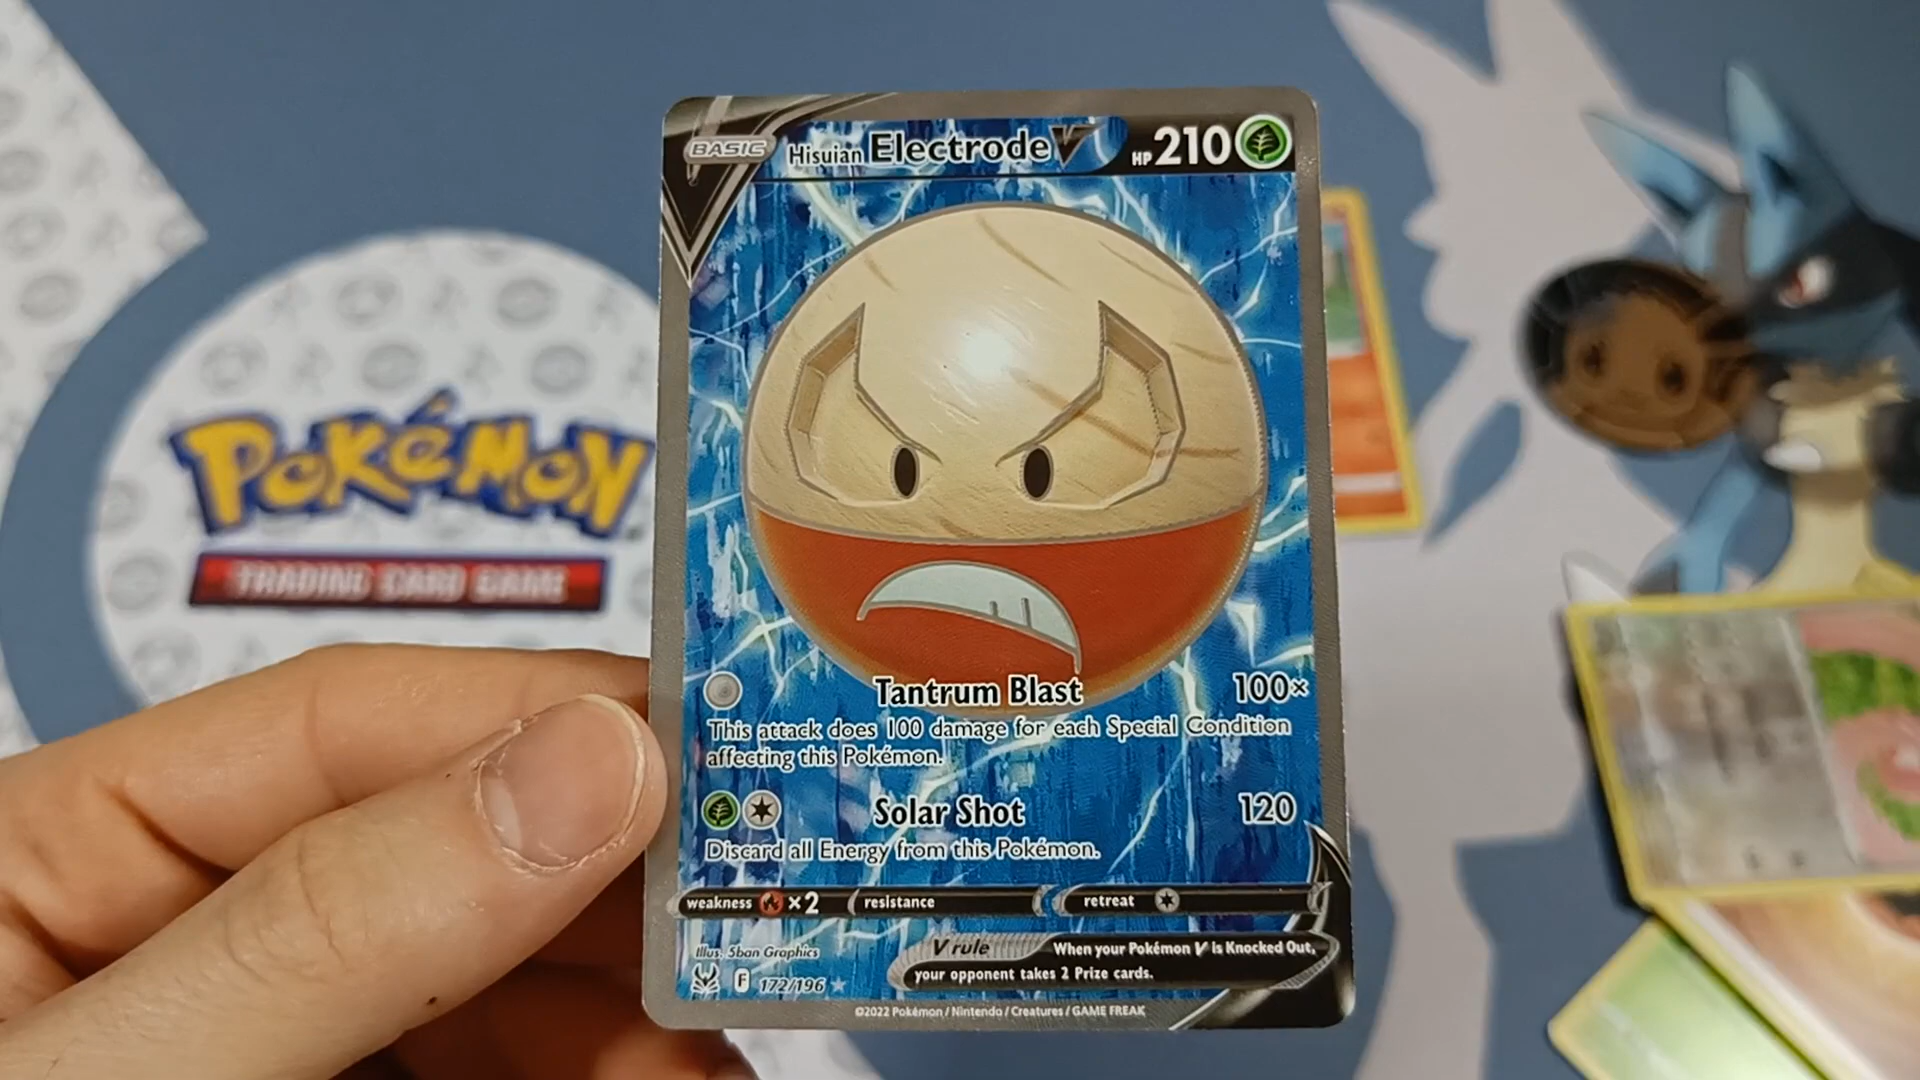 POKéMON
TRADING CARD GAME
BASIC Hisuian Electrode V HP 210
Tantrum Blast 100×
This attack does 100 damage for each Special Condition
affecting this Pokémon.
Solar Shot 120
Discard all Energy from this Pokémon.
weakness ×2 resistance retreat
Illus. 5ban Graphics
V rule When your Pokémon V is Knocked Out,
your opponent takes 2 Prize cards.
F 172/196
©2022 Pokémon / Nintendo / Creatures / GAME FREAK